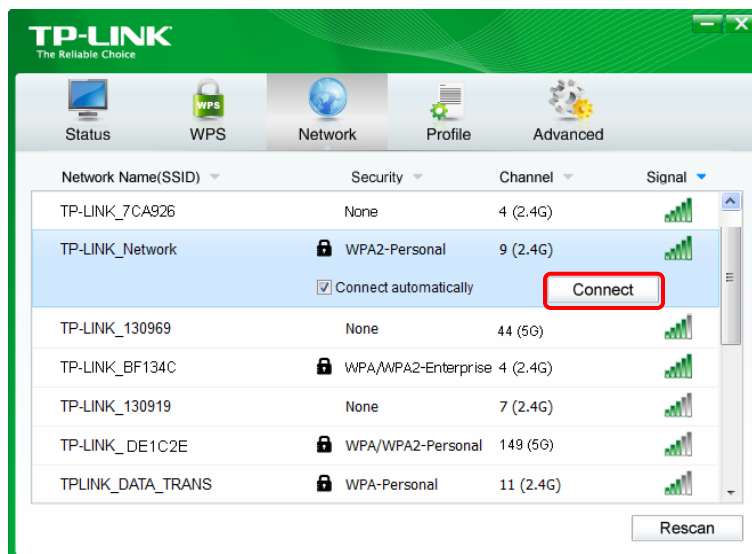 TP-LINK
The Reliable Choice
Status WPS Network Profile Advanced
Network Name(SSID) Security Channel Signal
TP-LINK_7CA926 None 4 (2.4G)
TP-LINK_Network WPA2-Personal 9 (2.4G)
Connect automatically Connect
TP-LINK_130969 None 44 (5G)
TP-LINK_BF134C WPA/WPA2-Enterprise 4 (2.4G)
TP-LINK_130919 None 7 (2.4G)
TP-LINK_DE1C2E WPA/WPA2-Personal 149 (5G)
TPLINK_DATA_TRANS WPA-Personal 11 (2.4G)
Rescan